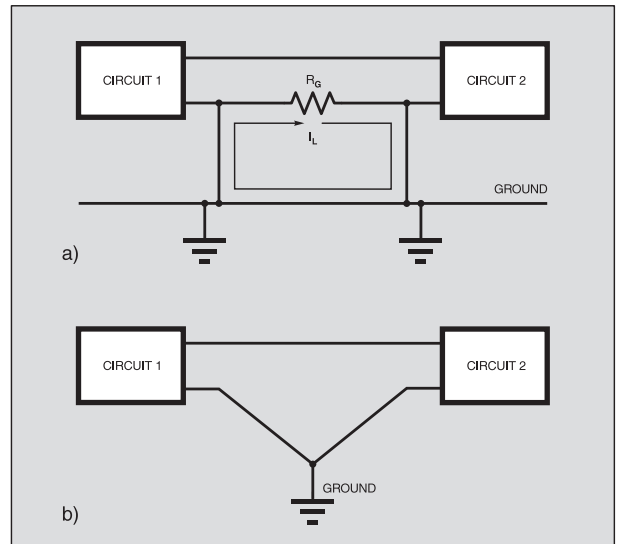 CIRCUIT 1
CIRCUIT 2
RG
IL
GROUND
a)
CIRCUIT 1
CIRCUIT 2
GROUND
b)